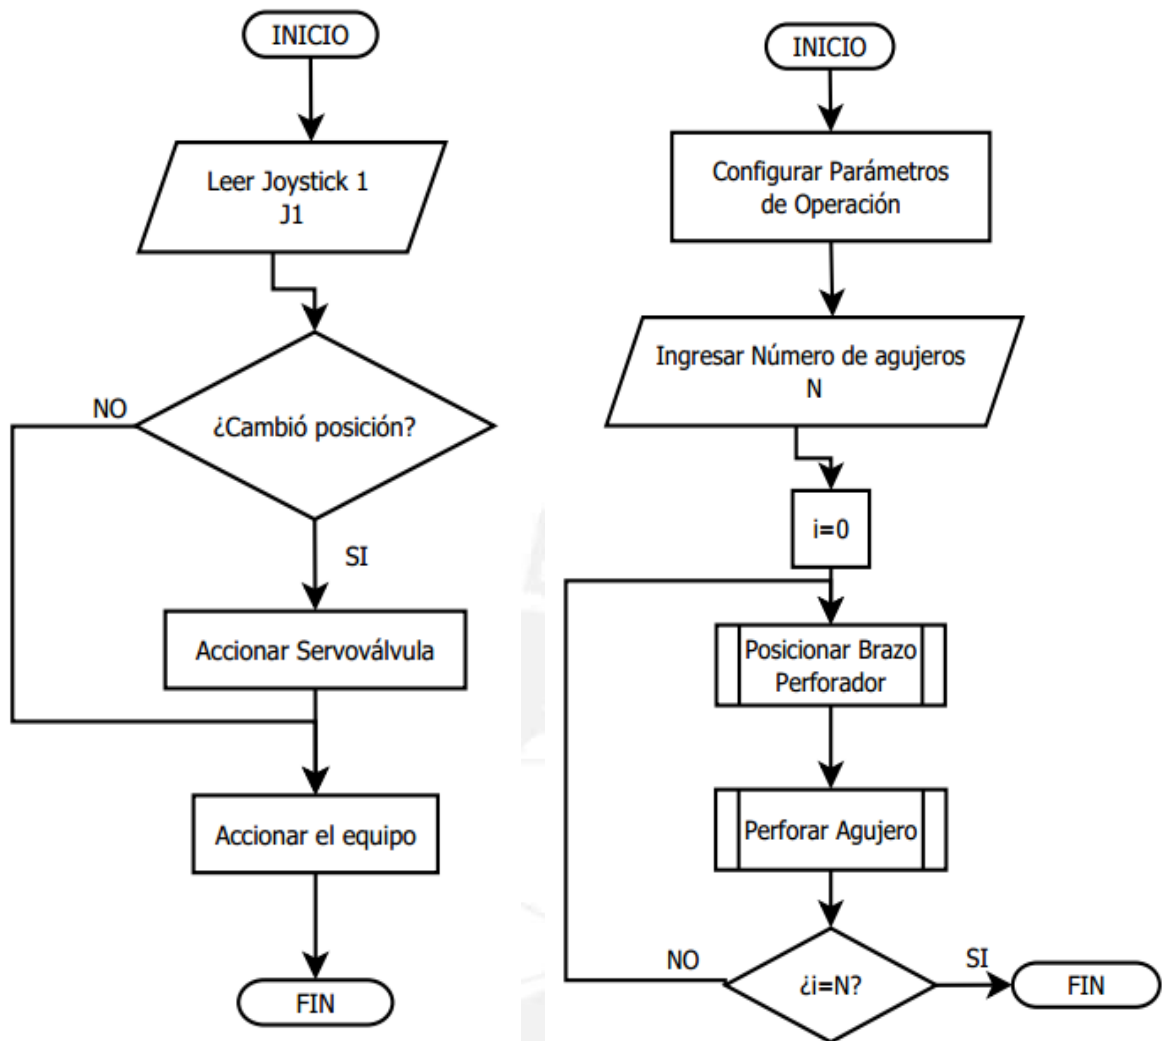 INICIO
Leer Joystick 1
J1
¿Cambió posición?
NO
SI
Accionar Servoválvula
Accionar el equipo
FIN
INICIO
Configurar Parámetros
de Operación
Ingresar Número de agujeros
N
i=0
Posicionar Brazo
Perforador
Perforar Agujero
¿i=N?
NO
SI
FIN